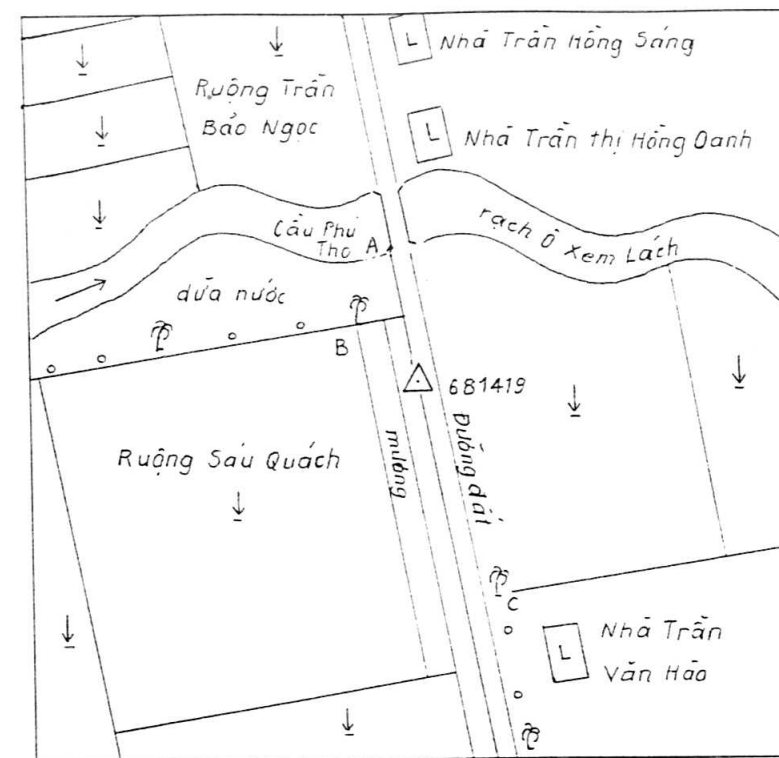 L Nhà Trần Hồng Sáng
Ruộng Trần
Bảo Ngọc
L Nhà Trần thị Hồng Oanh
Cầu Phú
Thọ A
rạch Ô Xem Lách
dừa nước
B
681419
mương
Đường đất
Ruộng Sáu Quách
C
L Nhà Trần
Văn Hào